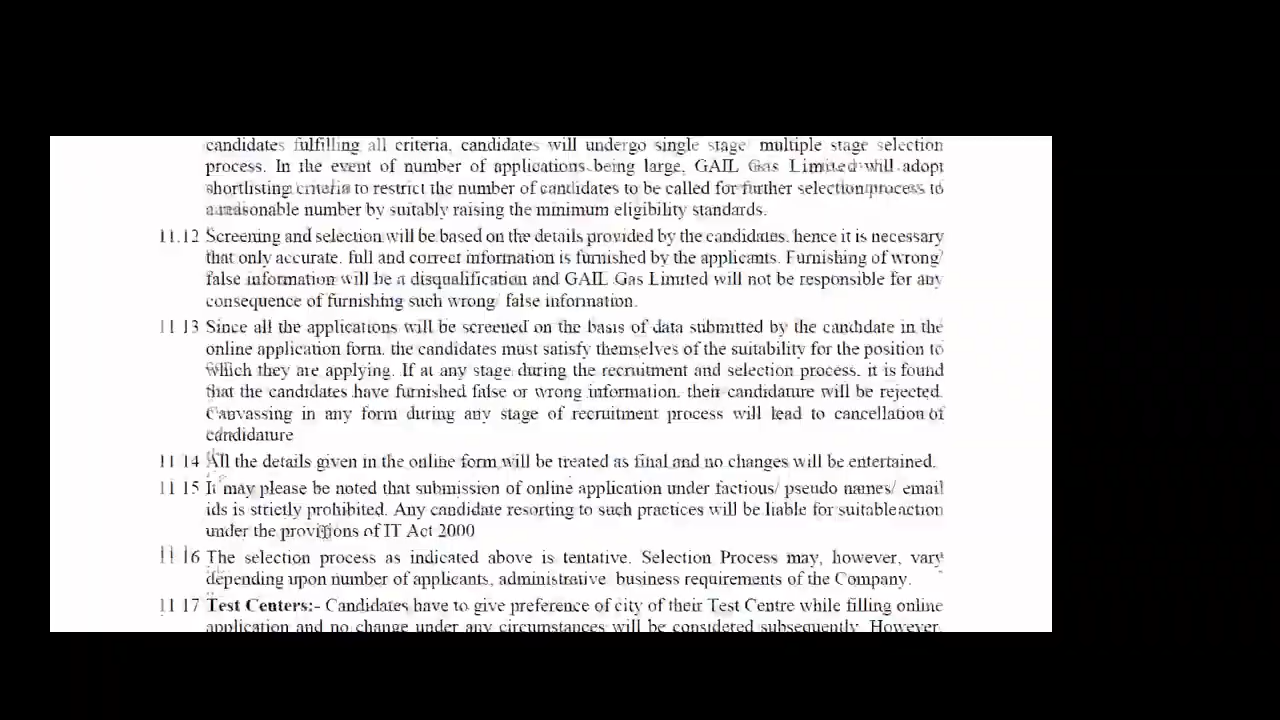 candidates fulfilling all criteria, candidates will undergo single stage/ multiple stage selection
process. In the event of number of applications being large, GAIL Gas Limited will adopt
shortlisting criteria to restrict the number of candidates to be called for further selection process to
a reasonable number by suitably raising the minimum eligibility standards.
11.12 Screening and selection will be based on the details provided by the candidates, hence it is necessary
that only accurate, full and correct information is furnished by the applicants. Furnishing of wrong/
false information will be a disqualification and GAIL Gas Limited will not be responsible for any
consequence of furnishing such wrong/ false information.
11.13 Since all the applications will be screened on the basis of data submitted by the candidate in the
online application form, the candidates must satisfy themselves of the suitability for the position to
which they are applying. If at any stage during the recruitment and selection process, it is found
that the candidates have furnished false or wrong information, their candidature will be rejected.
Canvassing in any form during any stage of recruitment process will lead to cancellation of
candidature
11.14 All the details given in the online form will be treated as final and no changes will be entertained.
11.15 It may please be noted that submission of online application under factious/ pseudo names/ email
ids is strictly prohibited. Any candidate resorting to such practices will be liable for suitable action
under the provisions of IT Act 2000
11.16 The selection process as indicated above is tentative. Selection Process may, however, vary
depending upon number of applicants, administrative/ business requirements of the Company.
11.17 Test Centers:- Candidates have to give preference of city of their Test Centre while filling online
application and no change under any circumstances will be considered subsequently. However,